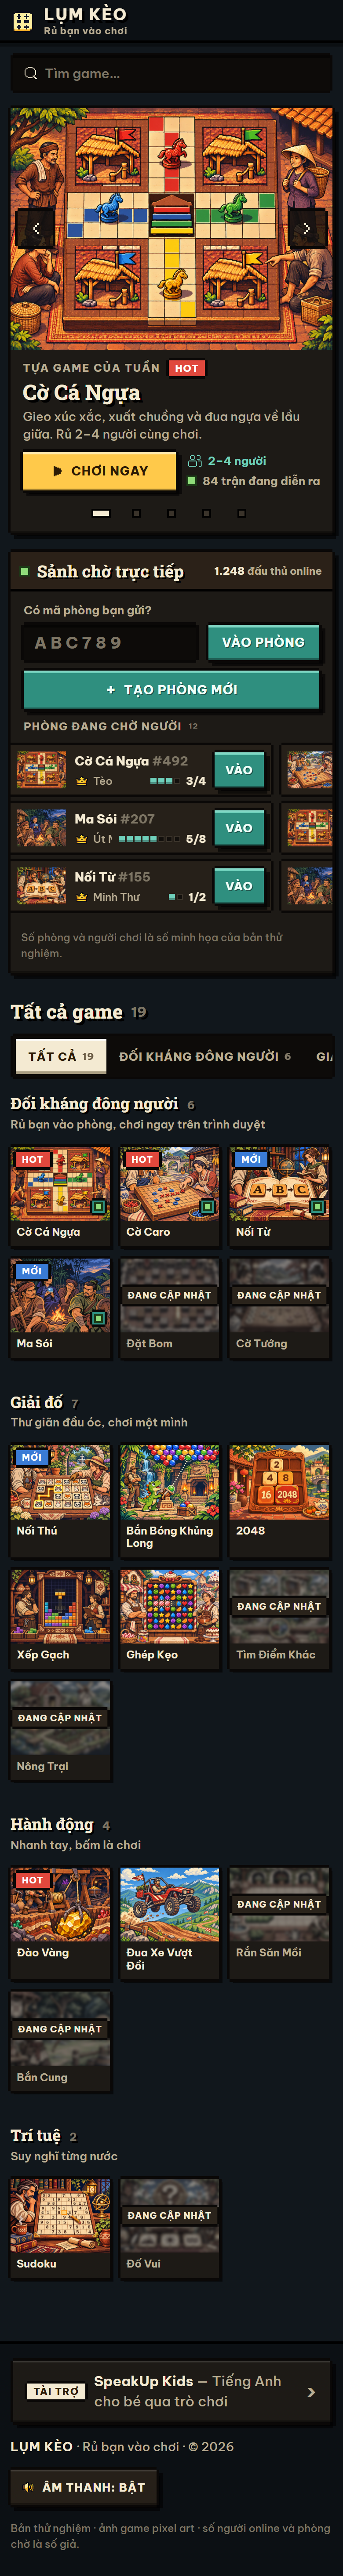 LỤM KÈO
Rủ bạn vào chơi
Tìm game...
TỰA GAME CỦA TUẦN HOT
Cờ Cá Ngựa
Gieo xúc xắc, xuất chuồng và đua ngựa về lầu
giữa. Rủ 2–4 người cùng chơi.
CHƠI NGAY
2–4 người
84 trận đang diễn ra
Sảnh chờ trực tiếp
1.248 đấu thủ online
Có mã phòng bạn gửi?
ABC789
VÀO PHÒNG
+ TẠO PHÒNG MỚI
PHÒNG ĐANG CHỜ NGƯỜI 12
Cờ Cá Ngựa #492
Tèo 3/4
VÀO
Ma Sói #207
Út 5/8
VÀO
Nối Từ #155
Minh Thư 1/2
VÀO
Số phòng và người chơi là số minh họa của bản thử
nghiệm.
Tất cả game 19
TẤT CẢ 19
ĐỐI KHÁNG ĐÔNG NGƯỜI 6
Đối kháng đông người 6
Rủ bạn vào phòng, chơi ngay trên trình duyệt
HOT
Cờ Cá Ngựa
HOT
Cờ Caro
MỚI
A B C
Nối Từ
MỚI
Ma Sói
ĐANG CẬP NHẬT
Đặt Bom
ĐANG CẬP NHẬT
Cờ Tướng
Giải đố 7
Thư giãn đầu óc, chơi một mình
MỚI
Nối Thú
Bắn Bóng Khủng
Long
2
4 8
16 2048
2048
Xếp Gạch
Ghép Kẹo
ĐANG CẬP NHẬT
Tìm Điểm Khác
ĐANG CẬP NHẬT
Nông Trại
Hành động 4
Nhanh tay, bấm là chơi
HOT
Đào Vàng
Đua Xe Vượt
Đồi
ĐANG CẬP NHẬT
Rắn Săn Mồi
ĐANG CẬP NHẬT
Bắn Cung
Trí tuệ 2
Suy nghĩ từng nước
Sudoku
ĐANG CẬP NHẬT
Đố Vui
TÀI TRỢ
SpeakUp Kids — Tiếng Anh
cho bé qua trò chơi
LỤM KÈO · Rủ bạn vào chơi · © 2026
ÂM THANH: BẬT
Bản thử nghiệm · ảnh game pixel art · số người online và phòng
chờ là số giả.